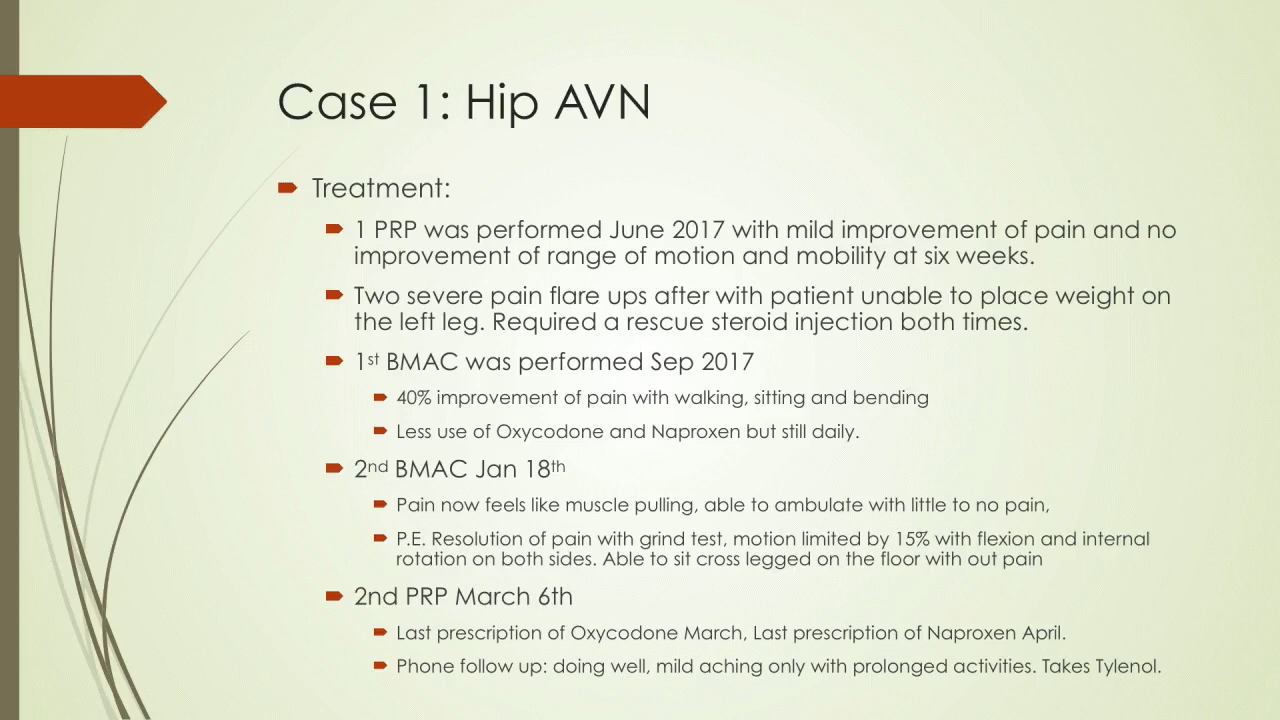 Case 1: Hip AVN
Treatment:
1 PRP was performed June 2017 with mild improvement of pain and no
improvement of range of motion and mobility at six weeks.
Two severe pain flare ups after with patient unable to place weight on
the left leg. Required a rescue steroid injection both times.
1st BMAC was performed Sep 2017
40% improvement of pain with walking, sitting and bending
Less use of Oxycodone and Naproxen but still daily.
2nd BMAC Jan 18th
Pain now feels like muscle pulling, able to ambulate with little to no pain,
P.E. Resolution of pain with grind test, motion limited by 15% with flexion and internal
rotation on both sides. Able to sit cross legged on the floor with out pain
2nd PRP March 6th
Last prescription of Oxycodone March, Last prescription of Naproxen April.
Phone follow up: doing well, mild aching only with prolonged activities. Takes Tylenol.